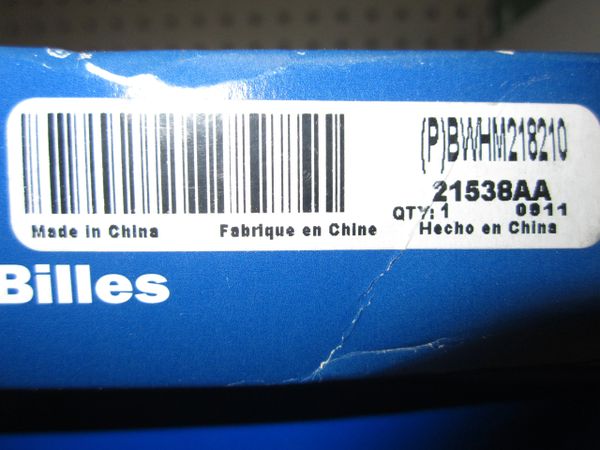 (P)BWHM218210
21538AA
QTY: 1 0911
Made in China Fabrique en Chine Hecho en China
Billes